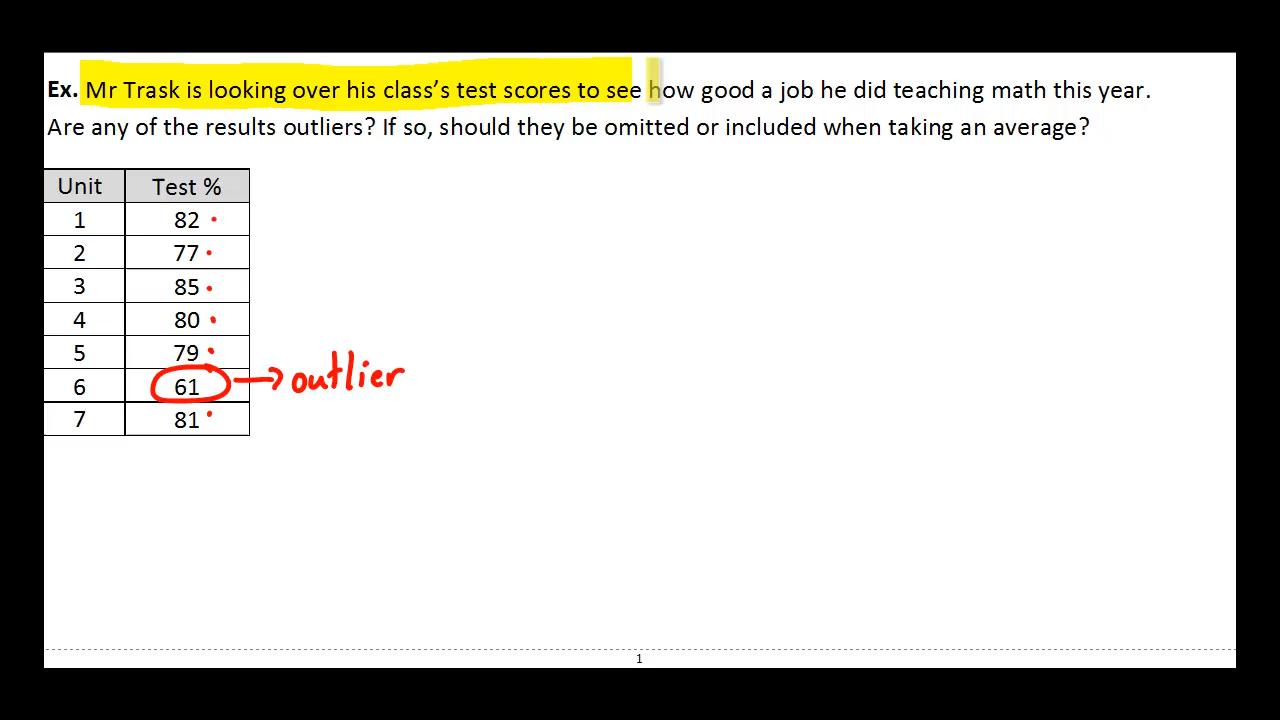 Ex. Mr Trask is looking over his class’s test scores to see how good a job he did teaching math this year.
Are any of the results outliers? If so, should they be omitted or included when taking an average?
Unit Test %
1 82
2 77
3 85
4 80
5 79
6 61 outlier
7 81
1